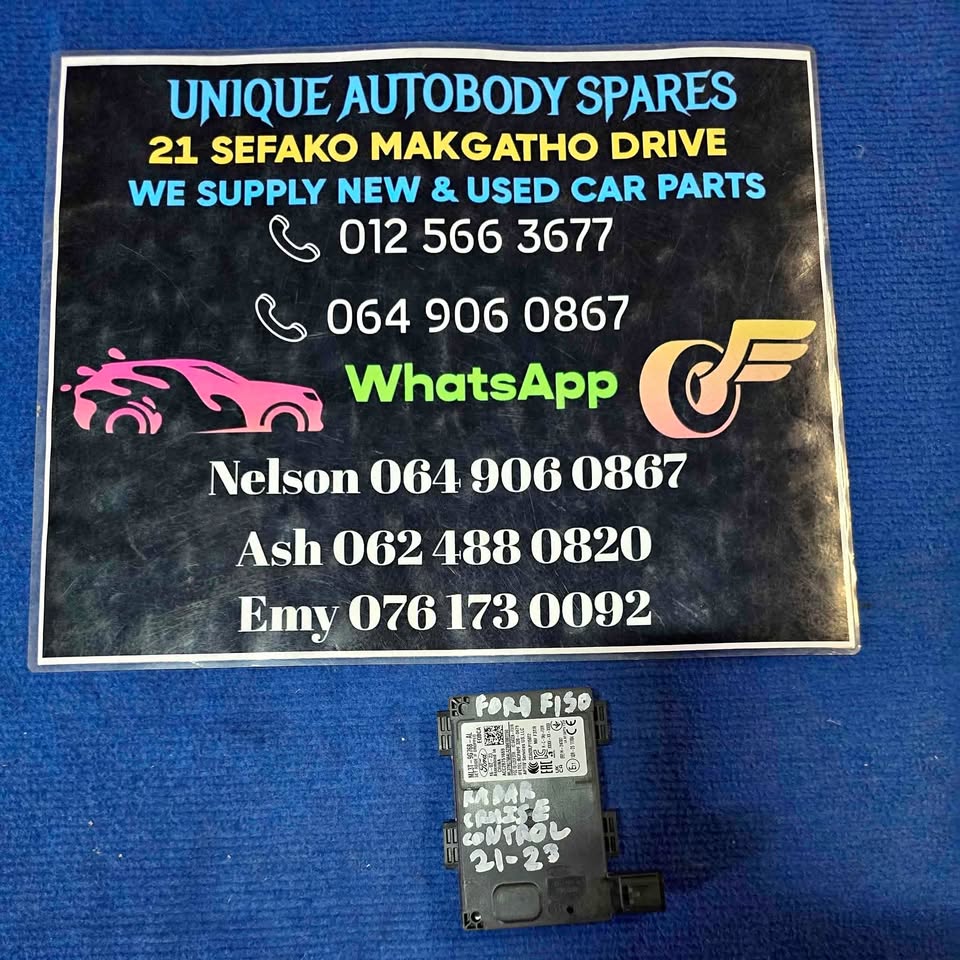 UNIQUE AUTOBODY SPARES
21 SEFAKO MAKGATHO DRIVE
WE SUPPLY NEW & USED CAR PARTS
012 566 3677
064 906 0867
WhatsApp
Nelson 064 906 0867
Ash 062 488 0820
Emy 076 173 0092
FORD F150
Ford
RADAR
CRUISE
CONTROL
21-23